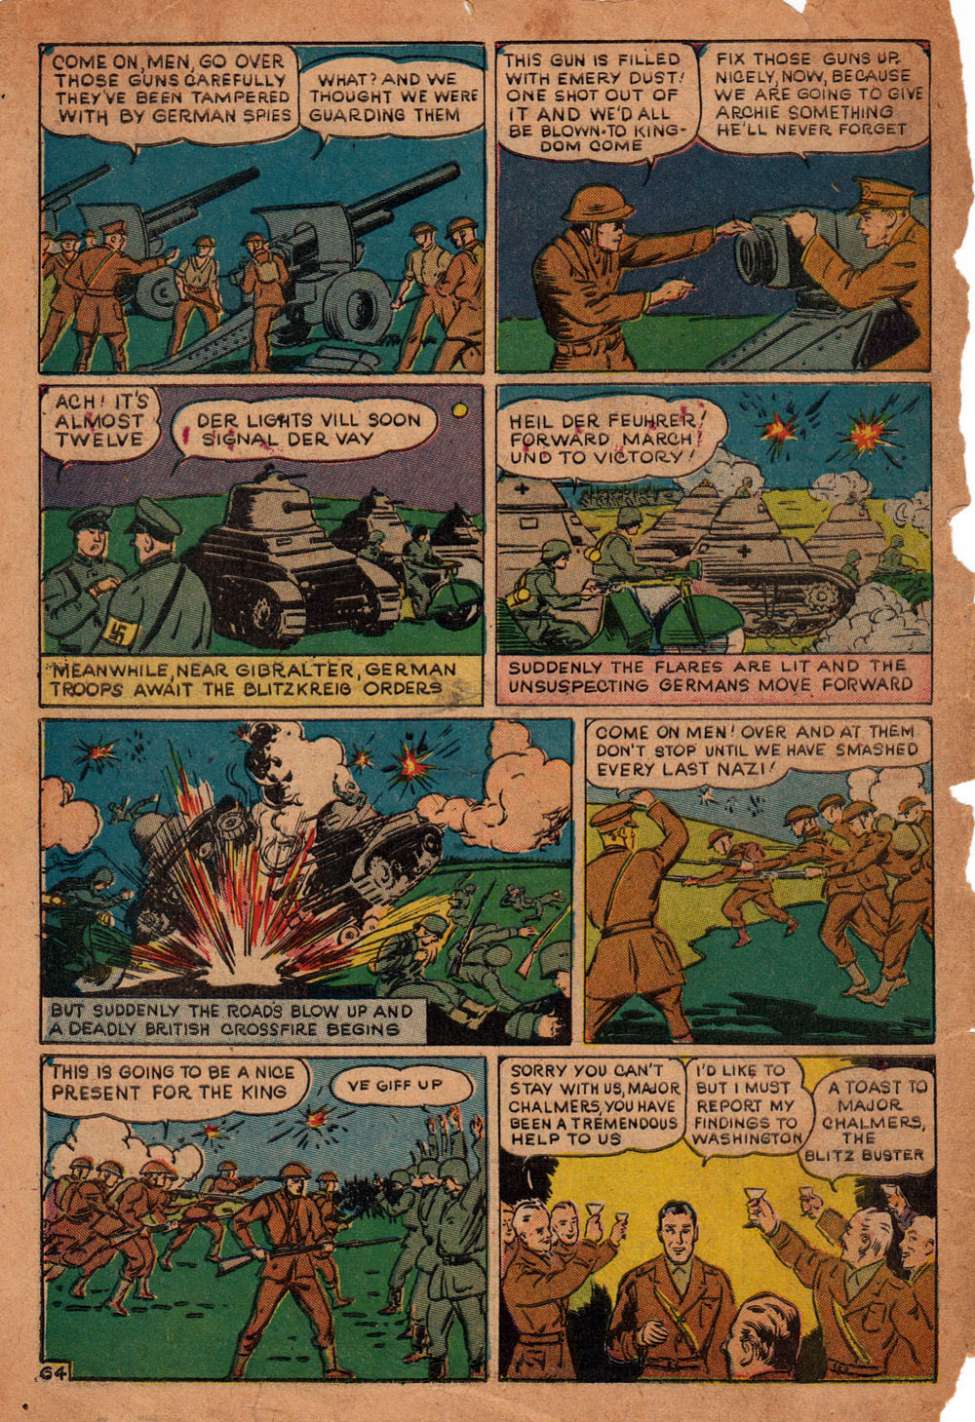 COME ON, MEN, GO OVER
THOSE GUNS CAREFULLY
THEY'VE BEEN TAMPERED
WITH BY GERMAN SPIES
WHAT? AND WE
THOUGHT WE WERE
GUARDING THEM
THIS GUN IS FILLED
WITH EMERY DUST!
ONE SHOT OUT OF
IT AND WE'D ALL
BE BLOWN TO KING-
DOM COME
FIX THOSE GUNS UP
NICELY, NOW, BECAUSE
WE ARE GOING TO GIVE
ARCHIE SOMETHING
HE'LL NEVER FORGET
ACH! IT'S
ALMOST
TWELVE
DER LIGHTS VILL SOON
SIGNAL DER VAY
MEANWHILE, NEAR GIBRALTER, GERMAN
TROOPS AWAIT THE BLITZKREIG ORDERS
HEIL DER FEUHRER!
FORWARD MARCH!
UND TO VICTORY!
SUDDENLY THE FLARES ARE LIT AND THE
UNSUSPECTING GERMANS MOVE FORWARD
BUT SUDDENLY THE ROADS BLOW UP AND
A DEADLY BRITISH CROSSFIRE BEGINS
COME ON MEN! OVER AND AT THEM
DON'T STOP UNTIL WE HAVE SMASHED
EVERY LAST NAZI!
THIS IS GOING TO BE A NICE
PRESENT FOR THE KING
VE GIFF UP
SORRY YOU CAN'T
STAY WITH US, MAJOR
CHALMERS, YOU HAVE
BEEN A TREMENDOUS
HELP TO US
I'D LIKE TO
BUT I MUST
REPORT MY
FINDINGS TO
WASHINGTON
A TOAST TO
MAJOR
CHALMERS,
THE
BLITZ BUSTER
64